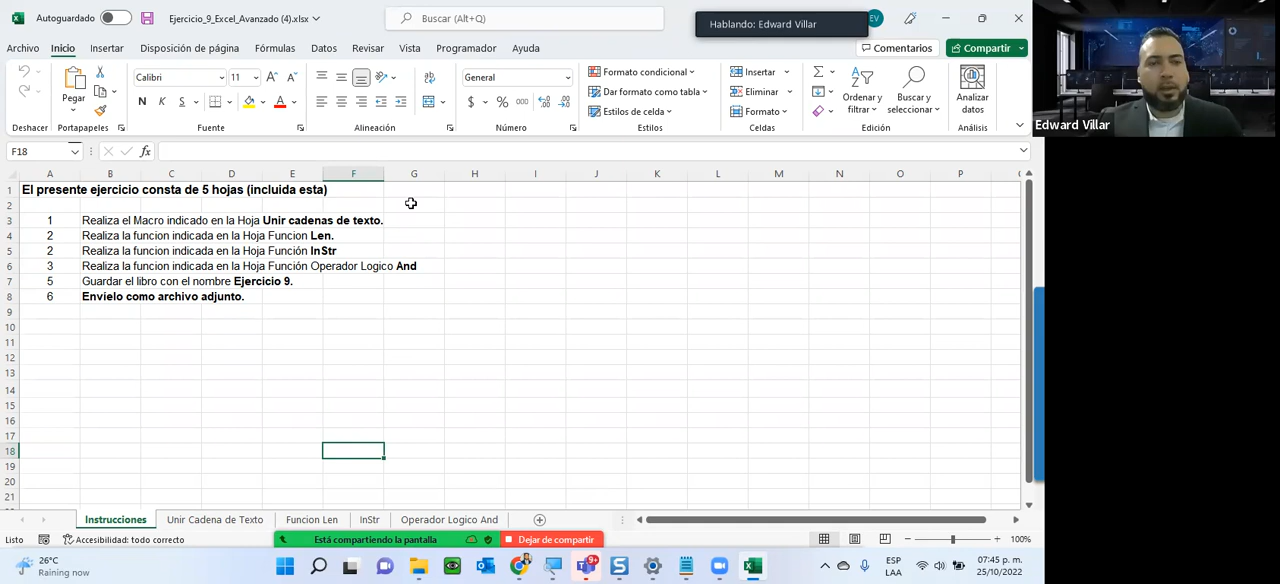 Autoguardado
Ejercicio_9_Excel_Avanzado (4).xlsx
Buscar (Alt+Q)
Hablando: Edward Villar
EV
Archivo Inicio Insertar Disposición de página Fórmulas Datos Revisar Vista Programador Ayuda
Comentarios Compartir
Pegar
Calibri 11
N K S
General
$ % 000
Formato condicional
Dar formato como tabla
Estilos de celda
Insertar
Eliminar
Formato
Ordenar y filtrar
Buscar y seleccionar
Analizar datos
Deshacer Portapapeles Fuente Alineación Número Estilos Celdas Edición Análisis
Edward Villar
F18 fx
A B C D E F G H I J K L M N O P
1 El presente ejercicio consta de 5 hojas (incluida esta)
2
3 1 Realiza el Macro indicado en la Hoja Unir cadenas de texto.
4 2 Realiza la funcion indicada en la Hoja Funcion Len.
5 2 Realiza la funcion indicada en la Hoja Función InStr
6 3 Realiza la funcion indicada en la Hoja Función Operador Logico And
7 5 Guardar el libro con el nombre Ejercicio 9.
8 6 Envielo como archivo adjunto.
9
10
11
12
13
14
15
16
17
18
19
20
21
Instrucciones Unir Cadena de Texto Funcion Len InStr Operador Logico And
Listo Accesibilidad: todo correcto
Está compartiendo la pantalla Dejar de compartir
100%
26°C
Raining now
ESP
LAA
07:45 p. m.
25/10/2022